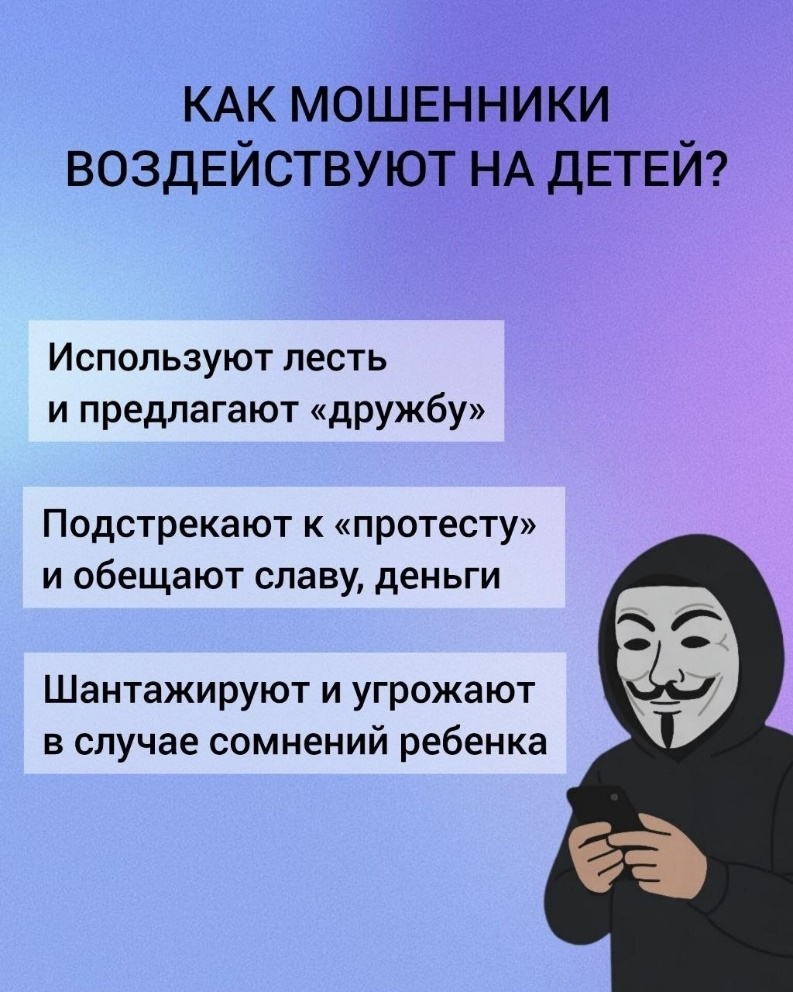 КАК МОШЕННИКИ
ВОЗДЕЙСТВУЮТ НА ДЕТЕЙ?
Используют лесть
и предлагают «дружбу»
Подстрекают к «протесту»
и обещают славу, деньги
Шантажируют и угрожают
в случае сомнений ребенка